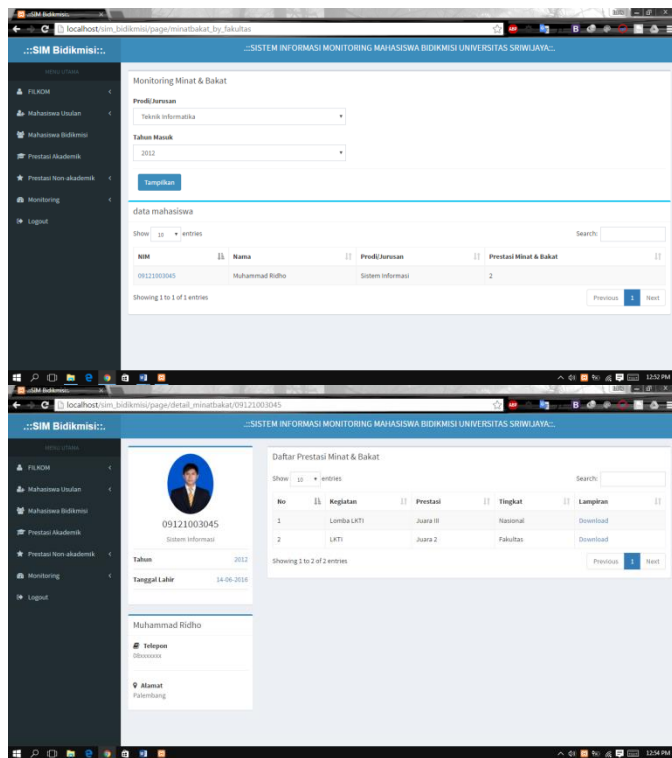 .::SIM Bidikmisi::.
localhost/sim_bidikmisi/page/minatbakat_by_fakultas
.::SIM Bidikmisi::.
.::SISTEM INFORMASI MONITORING MAHASISWA BIDIKMISI UNIVERSITAS SRIWIJAYA::.
MENU UTAMA
FILKOM
Mahasiswa Usulan
Mahasiswa Bidikmisi
Prestasi Akademik
Prestasi Non-akademik
Monitoring
Logout
Monitoring Minat & Bakat
Prodi/Jurusan
Teknik Informatika
Tahun Masuk
2012
Tampilkan
data mahasiswa
Show 10 entries
Search:
NIM Nama Prodi/Jurusan Prestasi Minat & Bakat
09121003045 Muhammad Ridho Sistem Informasi 2
Showing 1 to 1 of 1 entries
Previous 1 Next
12:52 PM
.::SIM Bidikmisi::.
localhost/sim_bidikmisi/page/detail_minatbakat/09121003045
.::SIM Bidikmisi::.
.::SISTEM INFORMASI MONITORING MAHASISWA BIDIKMISI UNIVERSITAS SRIWIJAYA::.
MENU UTAMA
FILKOM
Mahasiswa Usulan
Mahasiswa Bidikmisi
Prestasi Akademik
Prestasi Non-akademik
Monitoring
Logout
09121003045
Sistem Informasi
Tahun 2012
Tanggal Lahir 14-06-2016
Muhammad Ridho
Telepon
08xxxxxxx
Alamat
Palembang
Daftar Prestasi Minat & Bakat
Show 10 entries
Search:
No Kegiatan Prestasi Tingkat Lampiran
1 Lomba LKTI Juara III Nasional Download
2 LKTI Juara 2 Fakultas Download
Showing 1 to 2 of 2 entries
Previous 1 Next
12:54 PM